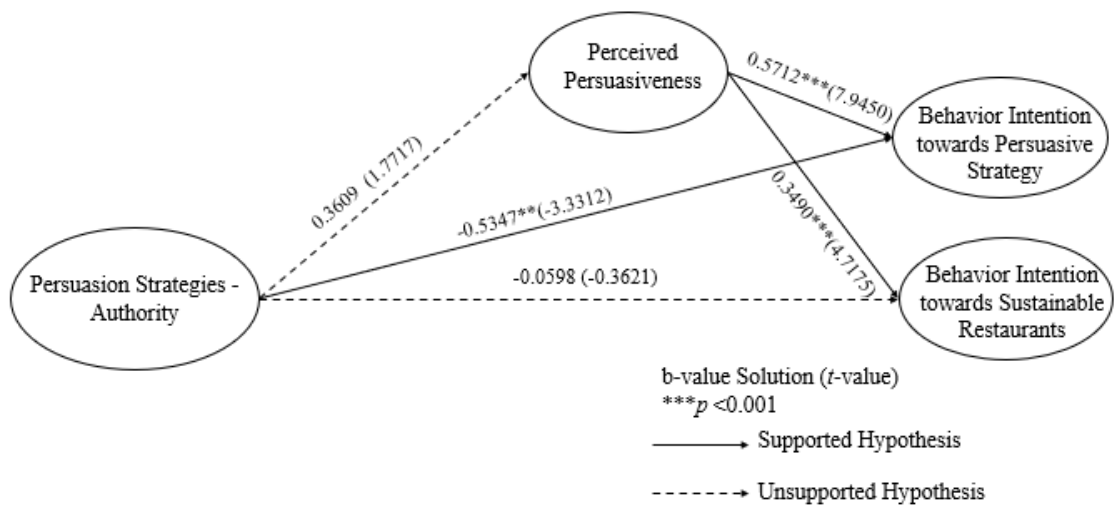 Perceived
Persuasiveness
0.5712***(7.9450)
Behavior Intention
towards Persuasive
Strategy
0.3609 (1.7717)
0.3490***(4.7175)
-0.5347**(-3.3312)
Persuasion Strategies -
Authority
-0.0598 (-0.3621)
Behavior Intention
towards Sustainable
Restaurants
b-value Solution (t-value)
***p <0.001
Supported Hypothesis
Unsupported Hypothesis